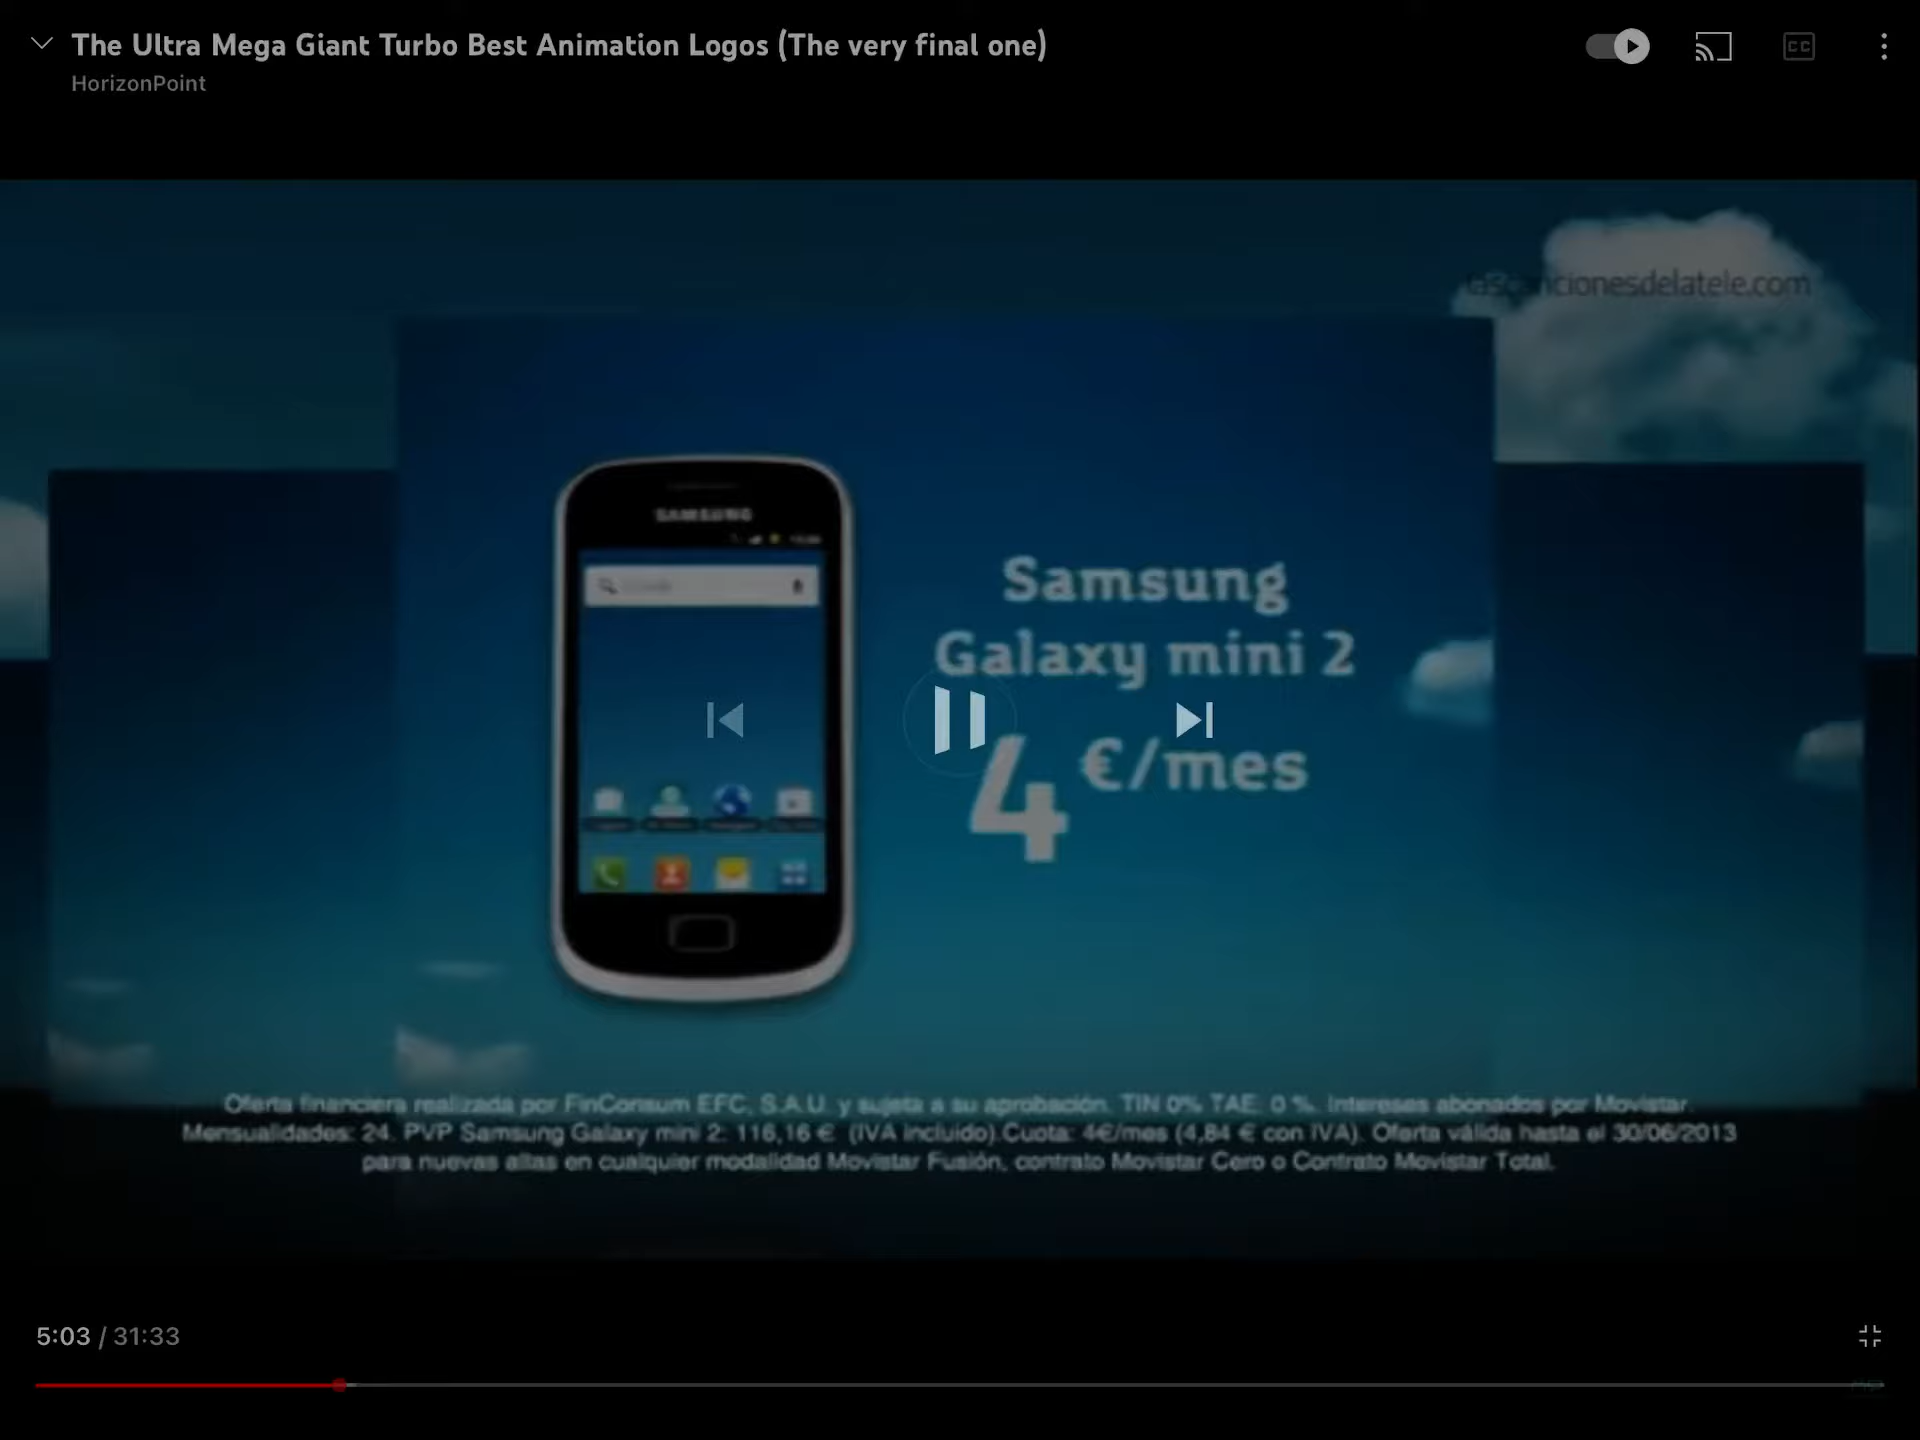 The Ultra Mega Giant Turbo Best Animation Logos (The very final one)
HorizonPoint
CC
lascancionesdelatele.com
SAMSUNG
Samsung
Galaxy mini 2
4 €/mes
Oferta financiera realizada por FinConsum EFC, S.A.U. y sujeta a su aprobación. TIN 0% TAE: 0 %. Intereses abonados por Movistar.
Mensualidades: 24. PVP Samsung Galaxy mini 2: 116,16 € (IVA incluido).Cuota: 4€/mes (4,84 € con IVA). Oferta válida hasta el 30/06/2013
para nuevas altas en cualquier modalidad Movistar Fusión, contrato Movistar Cero o Contrato Movistar Total.
5:03 / 31:33